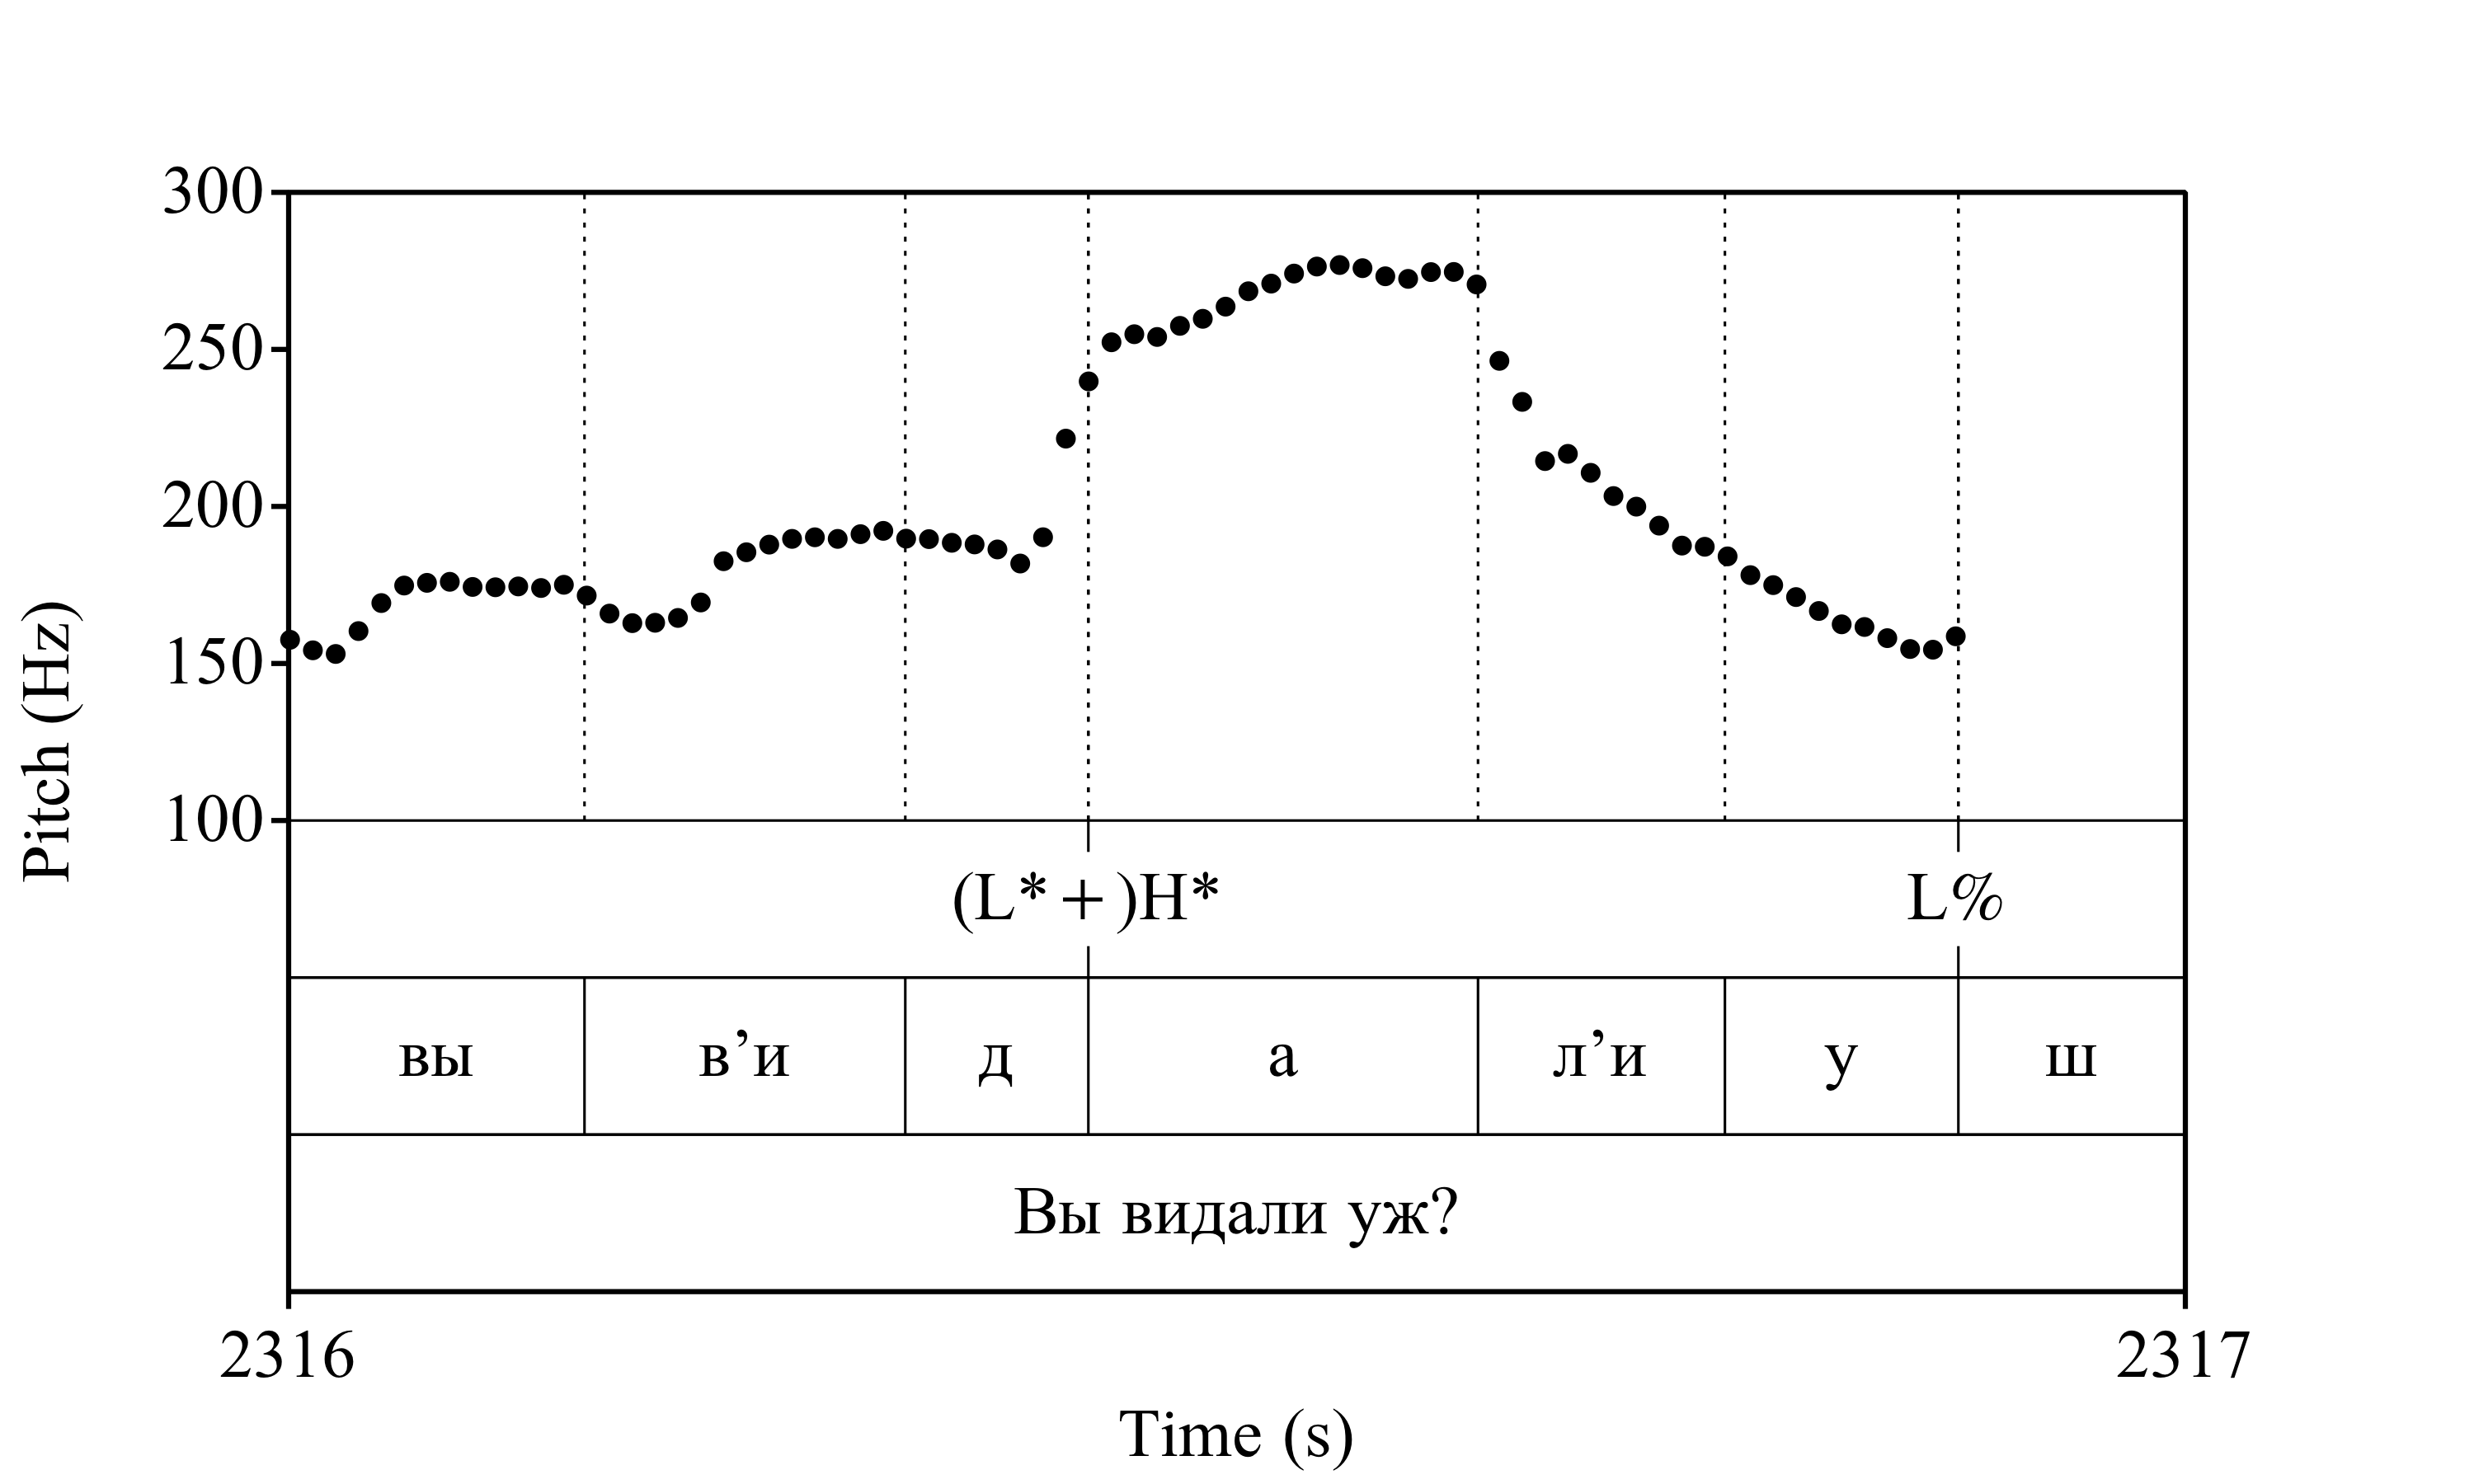 300
250
200
150
100
Pitch (Hz)
(L*+)H* L%
вы в’и д а л’и у ш
Вы видали уж?
2316 2317
Time (s)